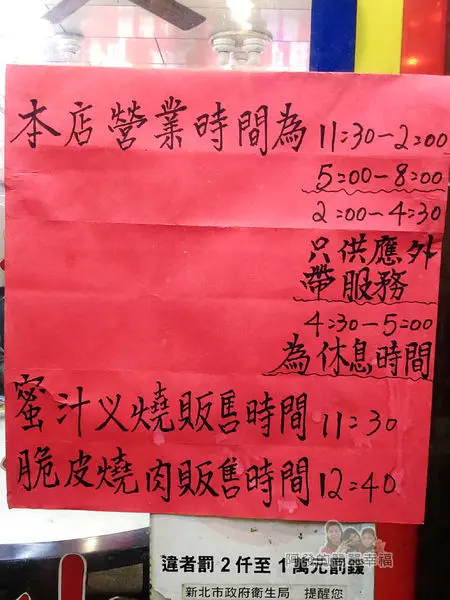 本店營業時間為 11:30-2:00
5:00-8:00
2:00-4:30
只供應外
帶服務
4:30-5:00
為休息時間
蜜汁义燒販售時間 11:30
脆皮燒肉販售時間 12:40
違者罰 2 仟至 1 萬元罰鍰
新北市政府衛生局 提醒您